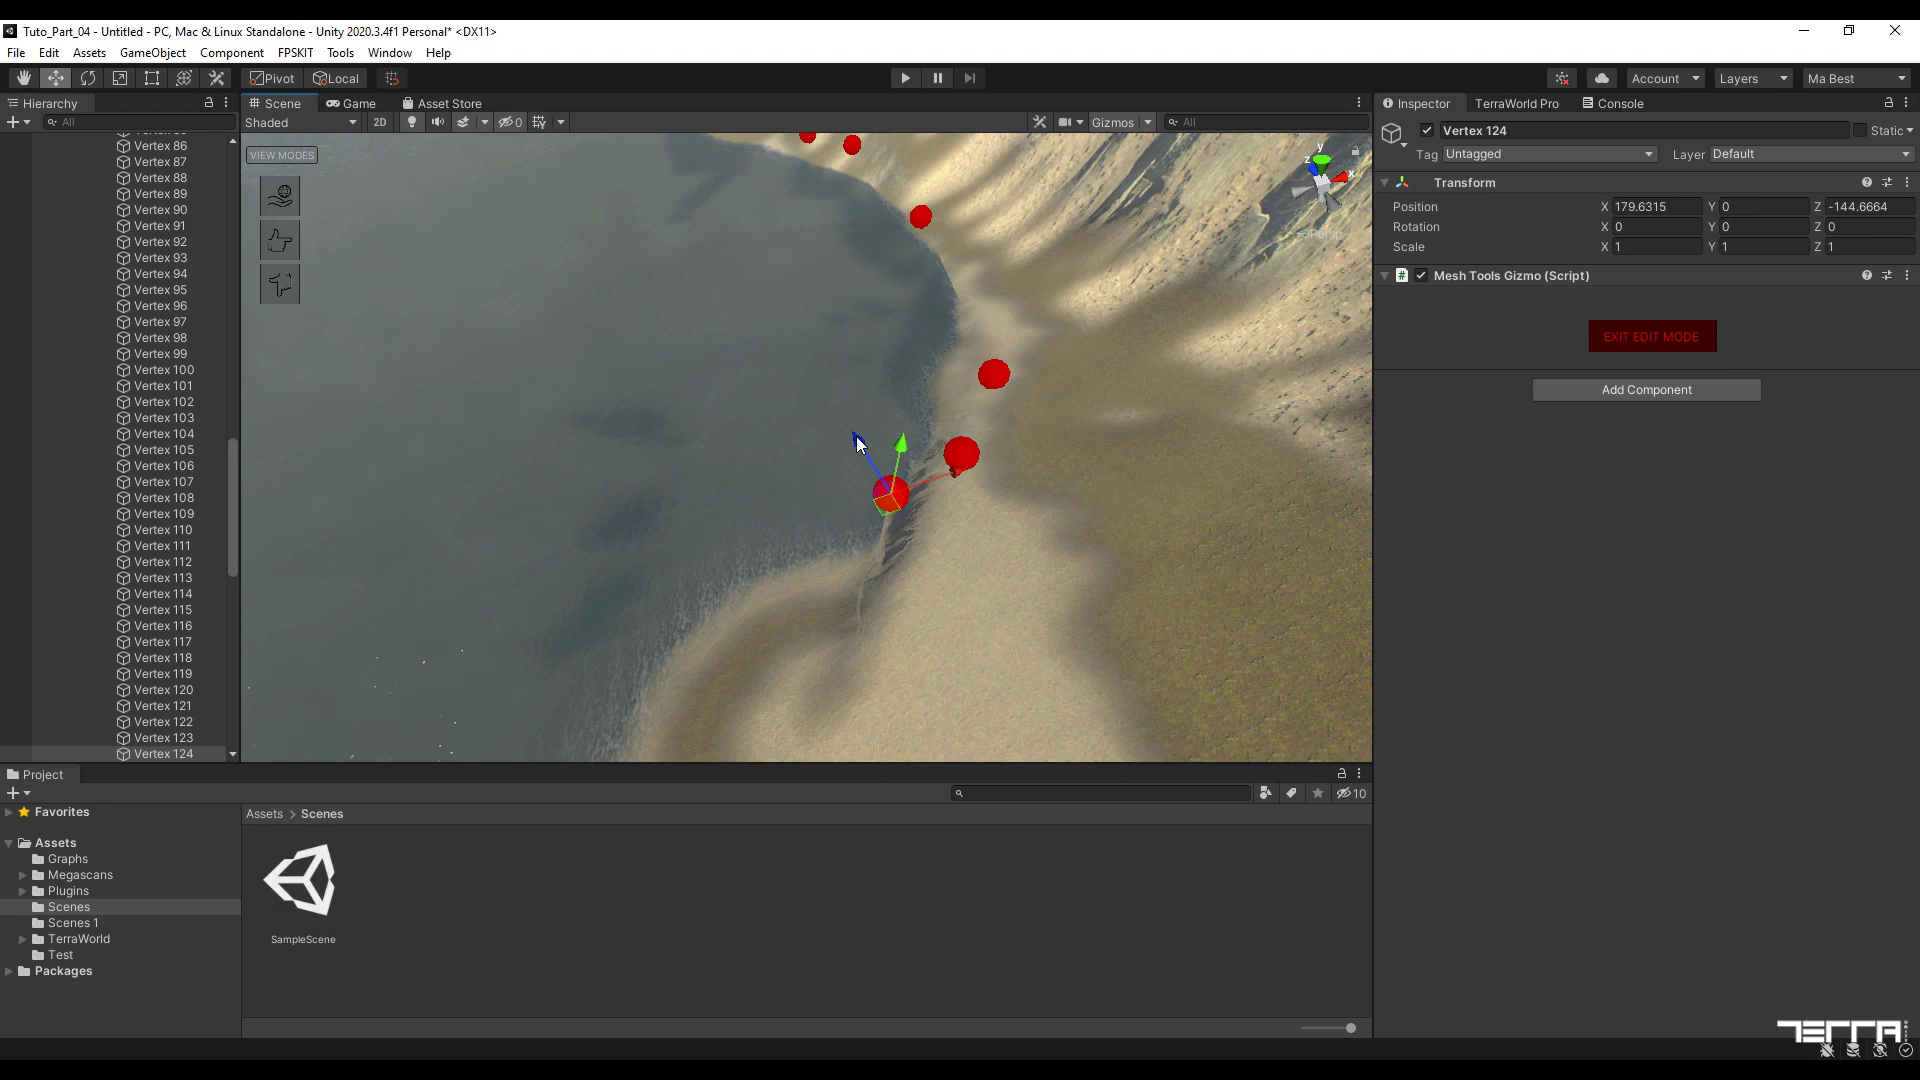 Tuto_Part_04 - Untitled - PC, Mac & Linux Standalone - Unity 2020.3.4f1 Personal* <DX11>
File Edit Assets GameObject Component FPSKIT Tools Window Help
Pivot Local Account Layers Ma Best
Hierarchy
Scene Game Asset Store
Inspector TerraWorld Pro Console
All
Shaded 2D 0 Gizmos All
Vertex 124 Static
Tag Untagged Layer Default
VIEW MODES
y
z
x
Persp
Transform
Position X 179.6315 Y 0 Z -144.6664
Rotation X 0 Y 0 Z 0
Scale X 1 Y 1 Z 1
# Mesh Tools Gizmo (Script)
EXIT EDIT MODE
Add Component
Vertex 86
Vertex 87
Vertex 88
Vertex 89
Vertex 90
Vertex 91
Vertex 92
Vertex 93
Vertex 94
Vertex 95
Vertex 96
Vertex 97
Vertex 98
Vertex 99
Vertex 100
Vertex 101
Vertex 102
Vertex 103
Vertex 104
Vertex 105
Vertex 106
Vertex 107
Vertex 108
Vertex 109
Vertex 110
Vertex 111
Vertex 112
Vertex 113
Vertex 114
Vertex 115
Vertex 116
Vertex 117
Vertex 118
Vertex 119
Vertex 120
Vertex 121
Vertex 122
Vertex 123
Vertex 124
Project
10
Favorites
Assets
Graphs
Megascans
Plugins
Scenes
Scenes 1
TerraWorld
Test
Packages
Assets > Scenes
SampleScene
TERRA